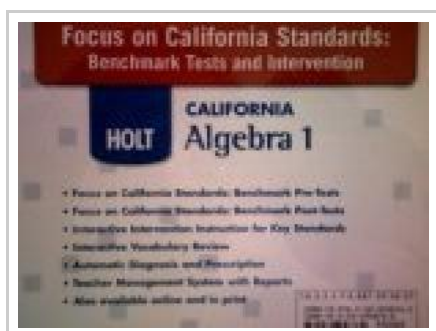 Focus on California Standards:
Benchmark Tests and Intervention
CALIFORNIA
HOLT Algebra 1
• Focus on California Standards: Benchmark Pre-Tests
• Focus on California Standards: Benchmark Post-Tests
• Interactive Intervention Instruction for Key Standards
• Interactive Vocabulary Review
• Automatic Diagnosis and Prescription
• Teacher Management System with Reports
• Also available online and in print